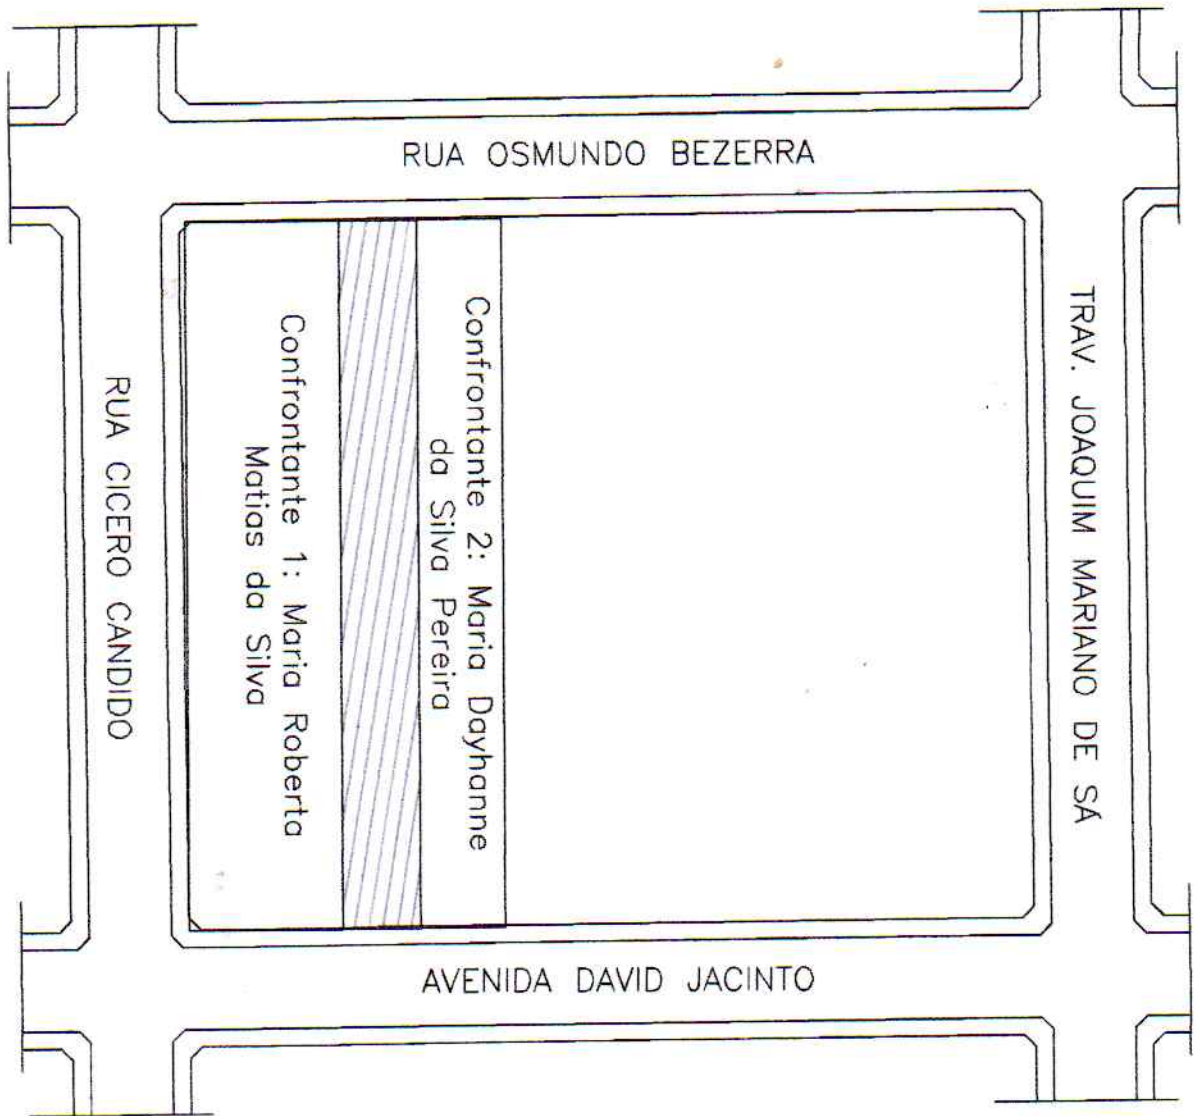 RUA OSMUNDO BEZERRA
TRAV. JOAQUIM MARIANO DE SÁ
Confrontante 2: Maria Dayhanne
da Silva Pereira
Confrontante 1: Maria Roberta
Matias da Silva
RUA CICERO CANDIDO
AVENIDA DAVID JACINTO